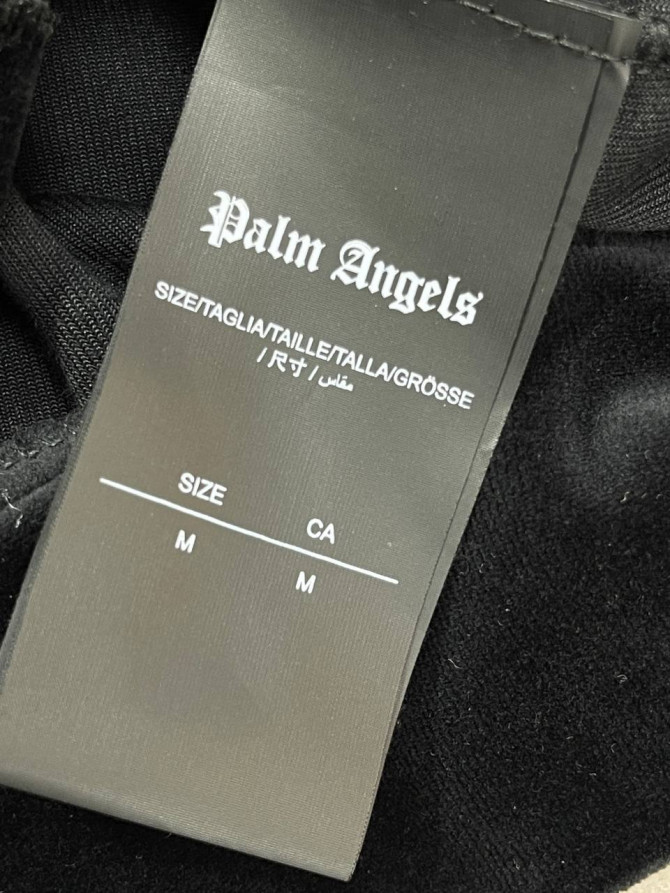 Palm Angels
SIZE/TAGLIA/TAILLE/TALLA/GRÖSSE
/ 尺寸 / مقاس
SIZE CA
M M